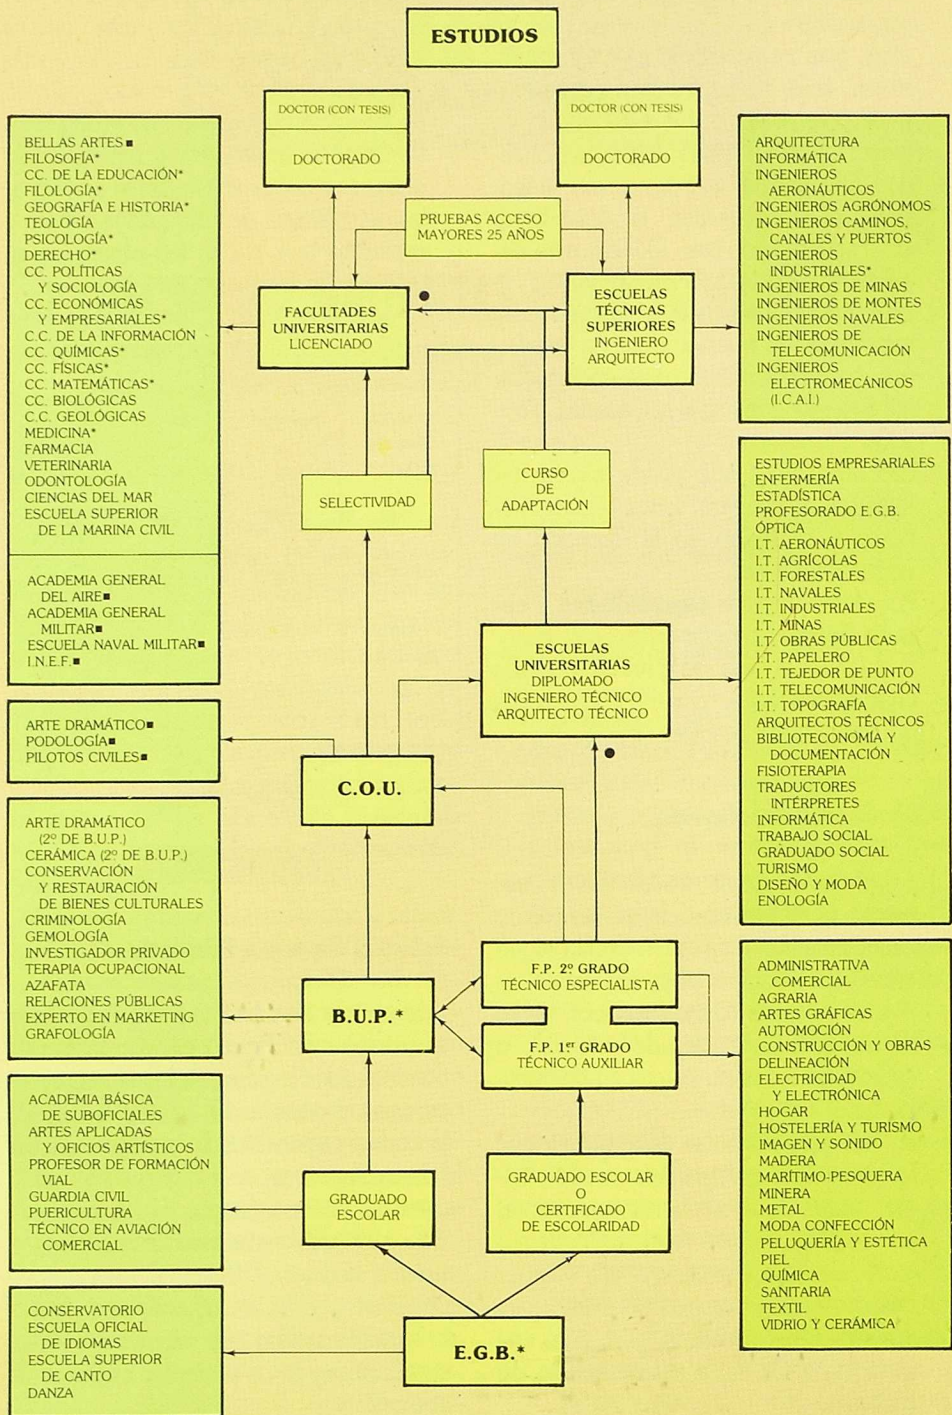 ESTUDIOS
DOCTOR (CON TESIS)
DOCTORADO
DOCTOR (CON TESIS)
DOCTORADO
PRUEBAS ACCESO
MAYORES 25 AÑOS
BELLAS ARTES ■
FILOSOFÍA*
CC. DE LA EDUCACIÓN*
FILOLOGÍA*
GEOGRAFÍA E HISTORIA*
TEOLOGÍA
PSICOLOGÍA*
DERECHO*
CC. POLÍTICAS
Y SOCIOLOGÍA
CC. ECONÓMICAS
Y EMPRESARIALES*
C.C. DE LA INFORMACIÓN
CC. QUÍMICAS*
CC. FÍSICAS*
CC. MATEMÁTICAS*
CC. BIOLÓGICAS
C.C. GEOLÓGICAS
MEDICINA*
FARMACIA
VETERINARIA
ODONTOLOGÍA
CIENCIAS DEL MAR
ESCUELA SUPERIOR
DE LA MARINA CIVIL
ACADEMIA GENERAL
DEL AIRE■
ACADEMIA GENERAL
MILITAR■
ESCUELA NAVAL MILITAR■
I.N.E.F.■
FACULTADES
UNIVERSITARIAS
LICENCIADO
ESCUELAS
TÉCNICAS
SUPERIORES
INGENIERO
ARQUITECTO
ARQUITECTURA
INFORMÁTICA
INGENIEROS
AERONÁUTICOS
INGENIEROS AGRÓNOMOS
INGENIEROS CAMINOS,
CANALES Y PUERTOS
INGENIEROS
INDUSTRIALES*
INGENIEROS DE MINAS
INGENIEROS DE MONTES
INGENIEROS NAVALES
INGENIEROS DE
TELECOMUNICACIÓN
INGENIEROS
ELECTROMECÁNICOS
(I.C.A.I.)
SELECTIVIDAD
CURSO
DE
ADAPTACIÓN
ESCUELAS
UNIVERSITARIAS
DIPLOMADO
INGENIERO TÉCNICO
ARQUITECTO TÉCNICO
ESTUDIOS EMPRESARIALES
ENFERMERÍA
ESTADÍSTICA
PROFESORADO E.G.B.
ÓPTICA
I.T. AERONÁUTICOS
I.T. AGRÍCOLAS
I.T. FORESTALES
I.T. NAVALES
I.T. INDUSTRIALES
I.T. MINAS
I.T. OBRAS PÚBLICAS
I.T. PAPELERO
I.T. TEJEDOR DE PUNTO
I.T. TELECOMUNICACIÓN
I.T. TOPOGRAFÍA
ARQUITECTOS TÉCNICOS
BIBLIOTECONOMÍA Y
DOCUMENTACIÓN
FISIOTERAPIA
TRADUCTORES
INTÉRPRETES
INFORMÁTICA
TRABAJO SOCIAL
GRADUADO SOCIAL
TURISMO
DISEÑO Y MODA
ENOLOGÍA
ARTE DRAMÁTICO■
PODOLOGÍA■
PILOTOS CIVILES■
C.O.U.
ARTE DRAMÁTICO
(2º DE B.U.P.)
CERÁMICA (2º DE B.U.P.)
CONSERVACIÓN
Y RESTAURACIÓN
DE BIENES CULTURALES
CRIMINOLOGÍA
GEMOLOGÍA
INVESTIGADOR PRIVADO
TERAPIA OCUPACIONAL
AZAFATA
RELACIONES PÚBLICAS
EXPERTO EN MARKETING
GRAFOLOGÍA
B.U.P.*
F.P. 2º GRADO
TÉCNICO ESPECIALISTA
F.P. 1er GRADO
TÉCNICO AUXILIAR
ADMINISTRATIVA
COMERCIAL
AGRARIA
ARTES GRÁFICAS
AUTOMOCIÓN
CONSTRUCCIÓN Y OBRAS
DELINEACIÓN
ELECTRICIDAD
Y ELECTRÓNICA
HOGAR
HOSTELERÍA Y TURISMO
IMAGEN Y SONIDO
MADERA
MARÍTIMO-PESQUERA
MINERA
METAL
MODA CONFECCIÓN
PELUQUERÍA Y ESTÉTICA
PIEL
QUÍMICA
SANITARIA
TEXTIL
VIDRIO Y CERÁMICA
ACADEMIA BÁSICA
DE SUBOFICIALES
ARTES APLICADAS
Y OFICIOS ARTÍSTICOS
PROFESOR DE FORMACIÓN
VIAL
GUARDIA CIVIL
PUERICULTURA
TÉCNICO EN AVIACIÓN
COMERCIAL
GRADUADO
ESCOLAR
GRADUADO ESCOLAR
O
CERTIFICADO
DE ESCOLARIDAD
CONSERVATORIO
ESCUELA OFICIAL
DE IDIOMAS
ESCUELA SUPERIOR
DE CANTO
DANZA
E.G.B.*